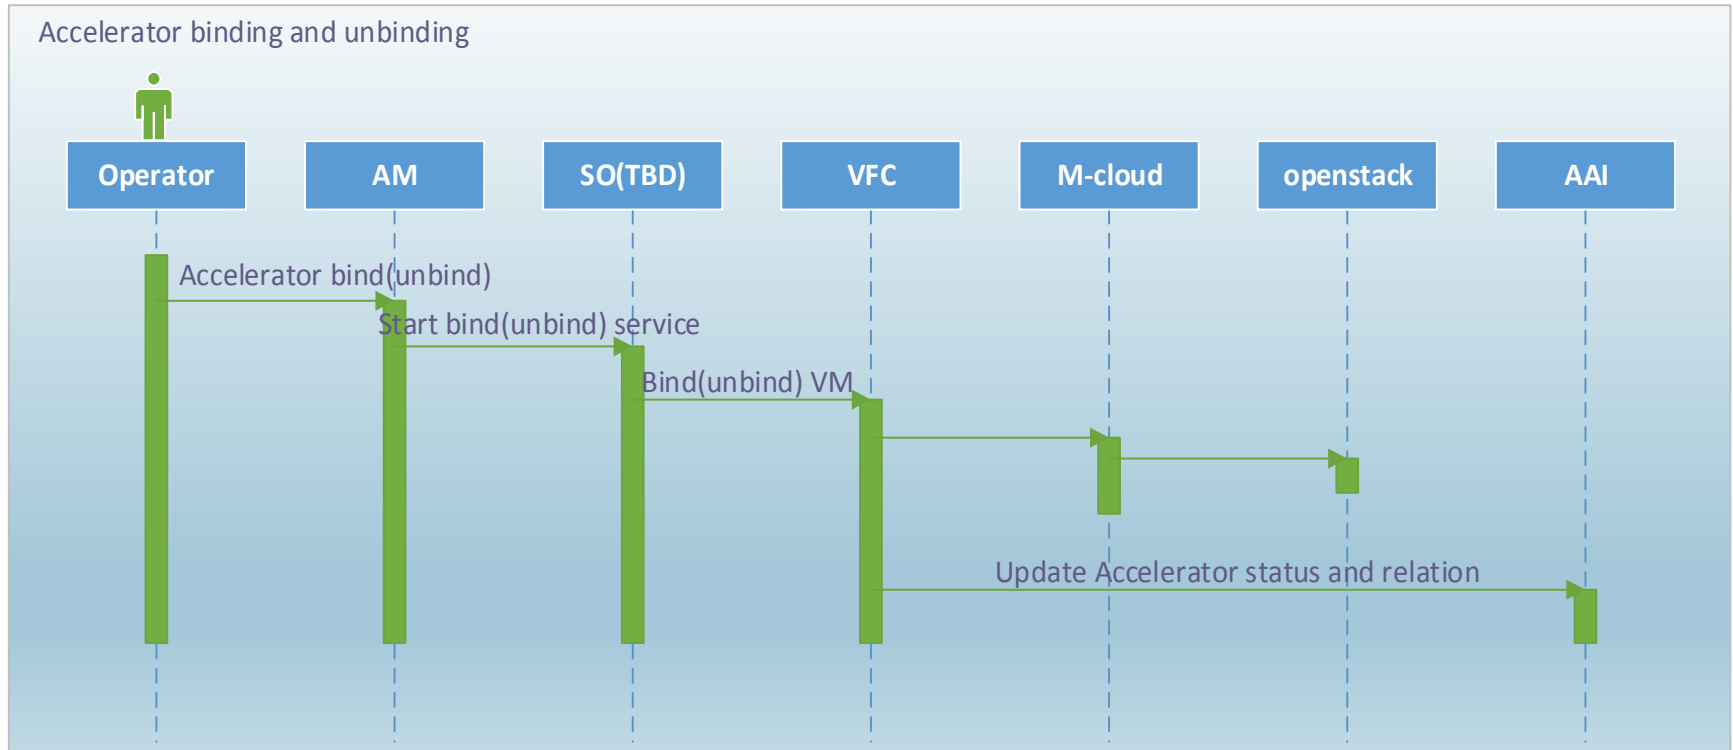 Accelerator binding and unbinding
Operator
AM
SO(TBD)
VFC
M-cloud
openstack
AAI
Accelerator bind(unbind)
Start bind(unbind) service
Bind(unbind) VM
Update Accelerator status and relation